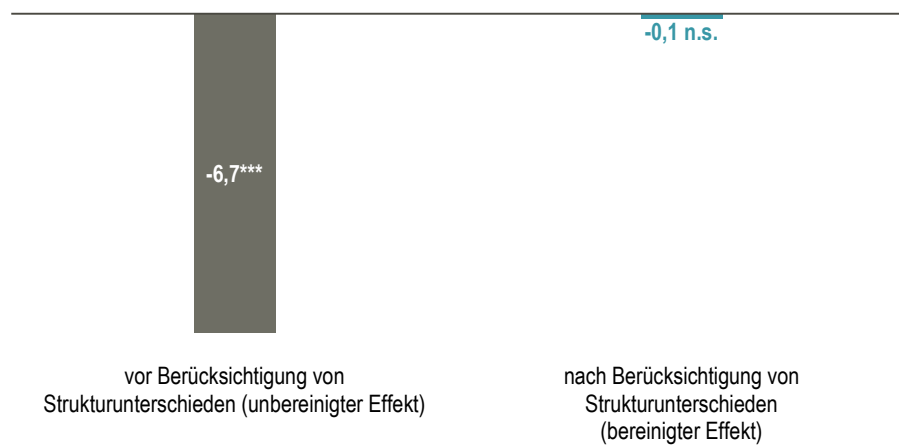 -0,1 n.s.
-6,7***
vor Berücksichtigung von
Strukturunterschieden (unbereinigter Effekt)
nach Berücksichtigung von
Strukturunterschieden
(bereinigter Effekt)